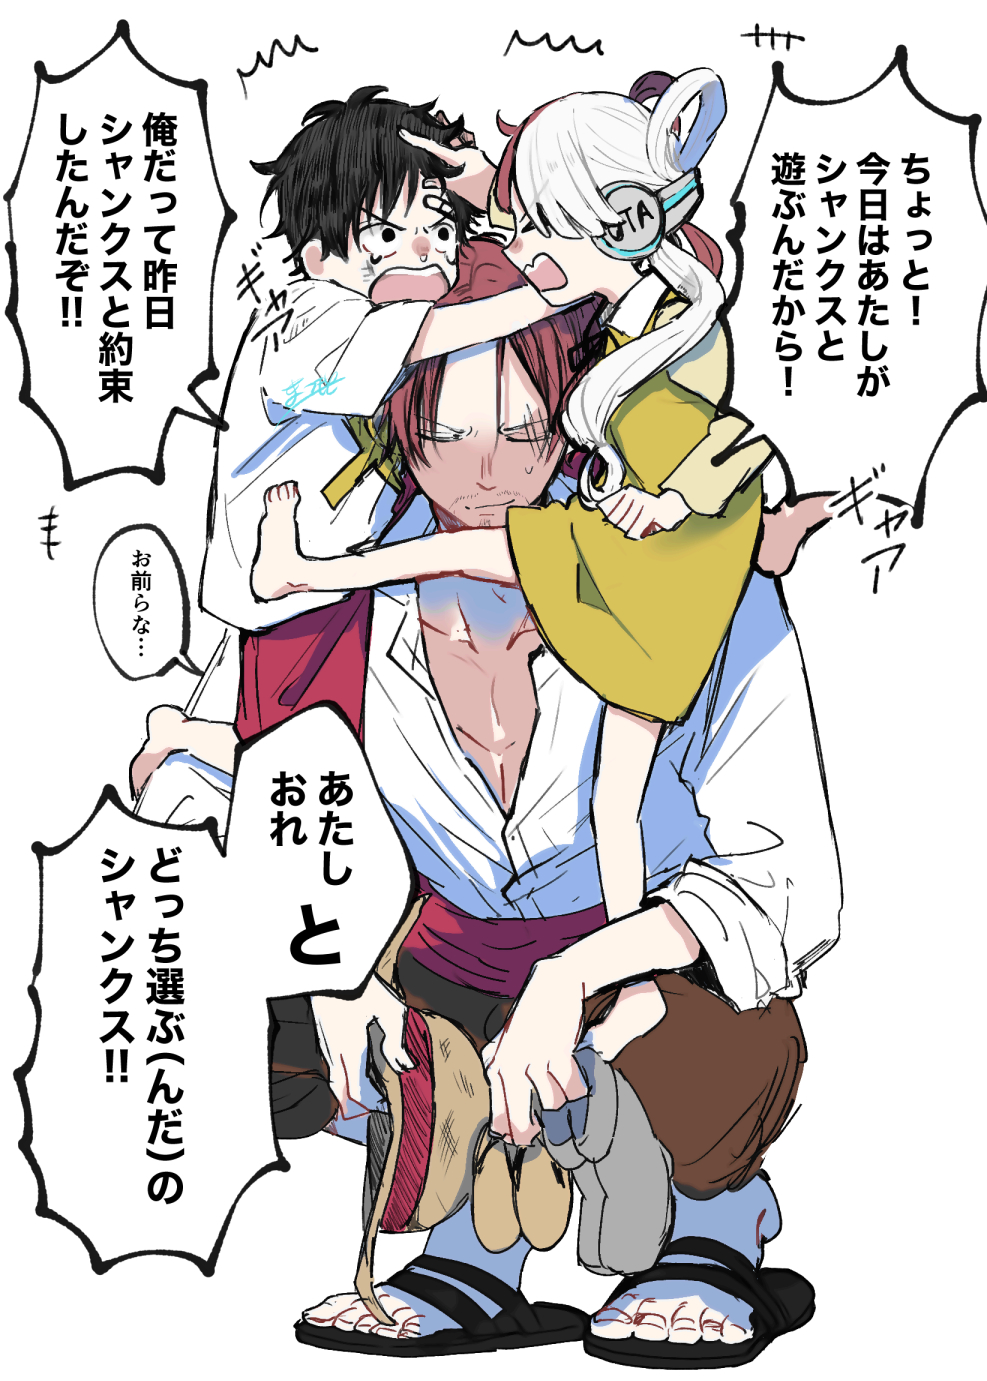 ちょっと！
今日はあたしが
シャンクスと
遊ぶんだから！
UTA
ギャアア
俺だって昨日
シャンクスと約束
したんだぞ!!
ギャア
お前らな…
あたし
おれ
と
どっち選ぶ(んだ)の
シャンクス!!